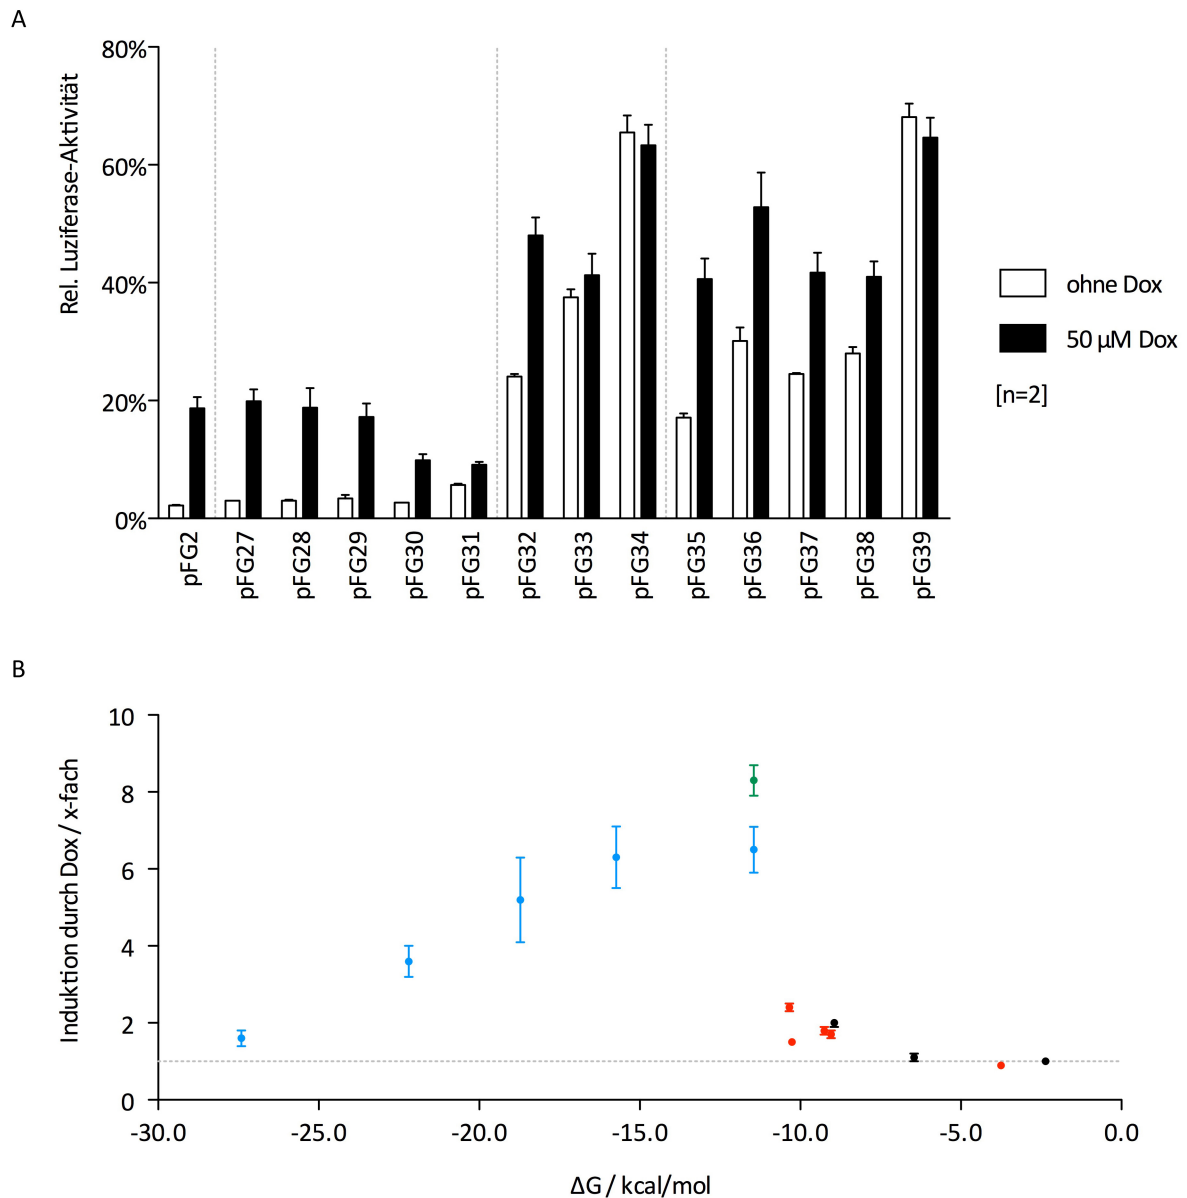 A
80%
60%
40%
20%
0%
Rel. Luziferase-Aktivität
pFG2
pFG27
pFG28
pFG29
pFG30
pFG31
pFG32
pFG33
pFG34
pFG35
pFG36
pFG37
pFG38
pFG39
ohne Dox
50 µM Dox
[n=2]
B
10
8
6
4
2
0
Induktion durch Dox / x-fach
-30.0
-25.0
-20.0
-15.0
-10.0
-5.0
0.0
ΔG / kcal/mol